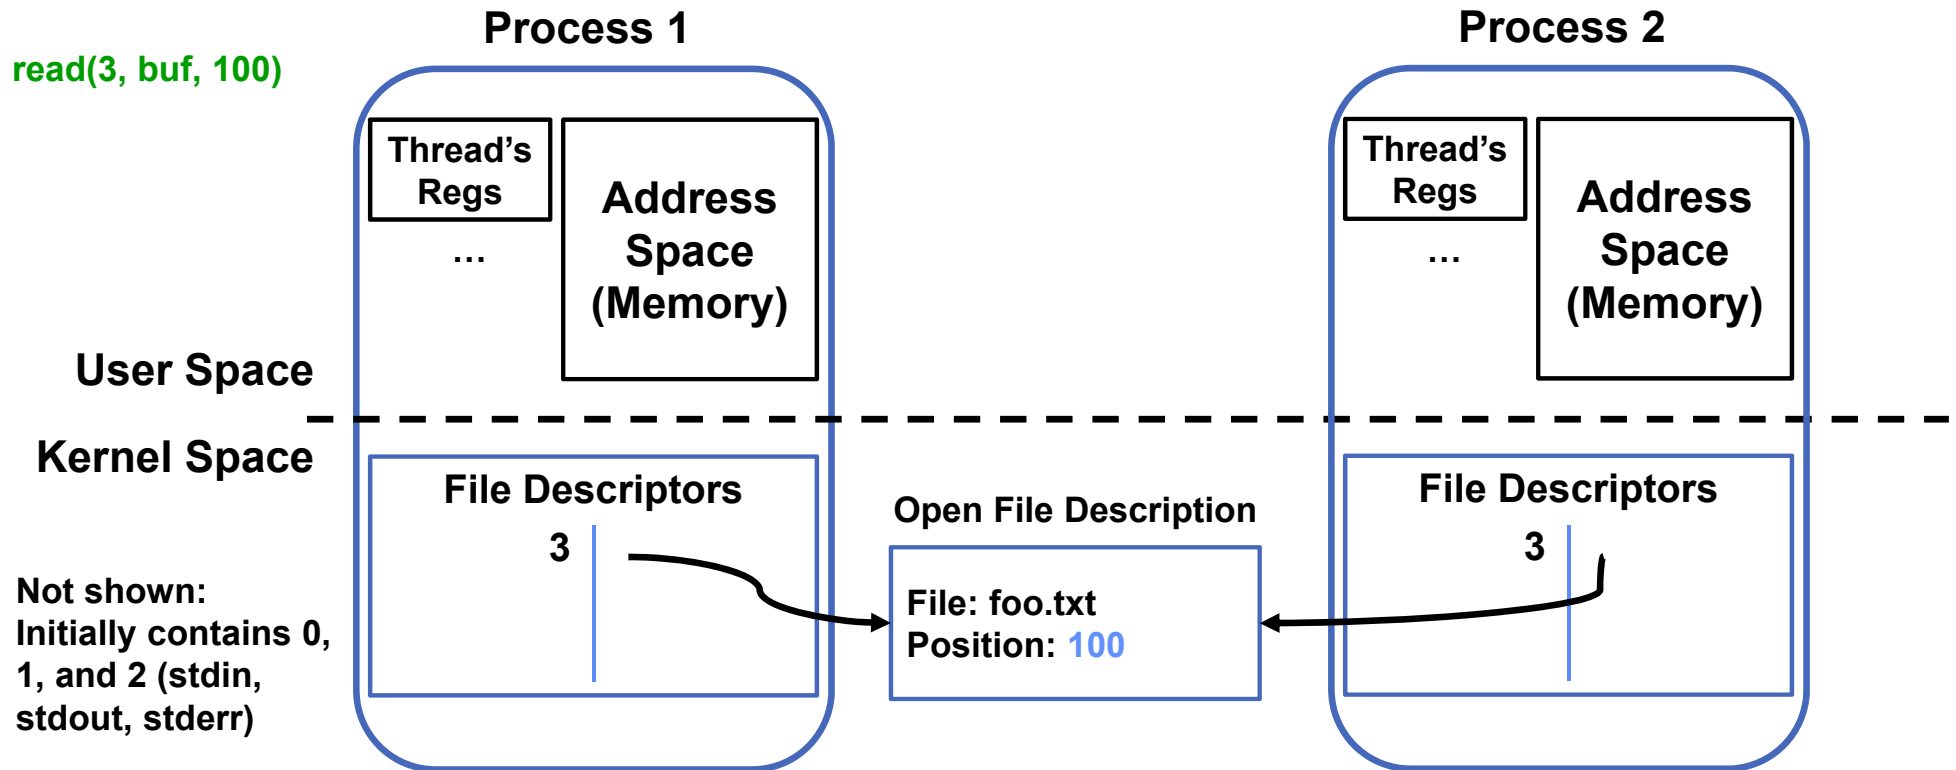 Process 1
Process 2
read(3, buf, 100)
Thread’s
Regs
…
Address
Space
(Memory)
Thread’s
Regs
…
Address
Space
(Memory)
User Space
Kernel Space
File Descriptors
3
Open File Description
File: foo.txt
Position: 100
File Descriptors
3
Not shown:
Initially contains 0,
1, and 2 (stdin,
stdout, stderr)